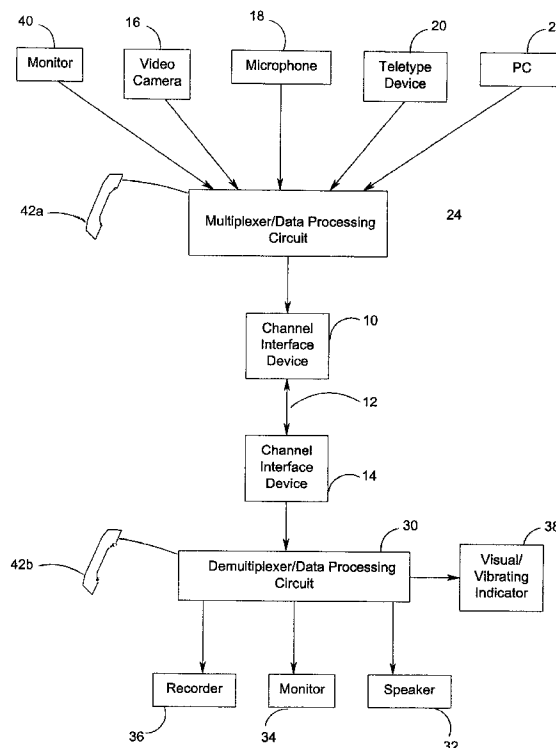 40
16
18
20
2
Monitor
Video
Camera
Microphone
Teletype
Device
PC
42a
Multiplexer/Data Processing
Circuit
24
Channel
Interface
Device
10
12
Channel
Interface
Device
14
42b
30
38
Demultiplexer/Data Processing
Circuit
Visual/
Vibrating
Indicator
Recorder
Monitor
Speaker
36
34
32